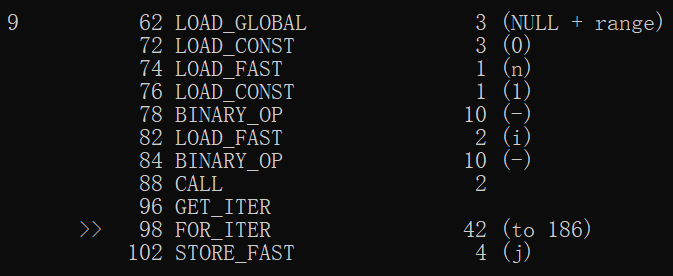 9 62 LOAD_GLOBAL 3 (NULL + range)
72 LOAD_CONST 3 (0)
74 LOAD_FAST 1 (n)
76 LOAD_CONST 1 (1)
78 BINARY_OP 10 (-)
82 LOAD_FAST 2 (i)
84 BINARY_OP 10 (-)
88 CALL 2
96 GET_ITER
>> 98 FOR_ITER 42 (to 186)
102 STORE_FAST 4 (j)